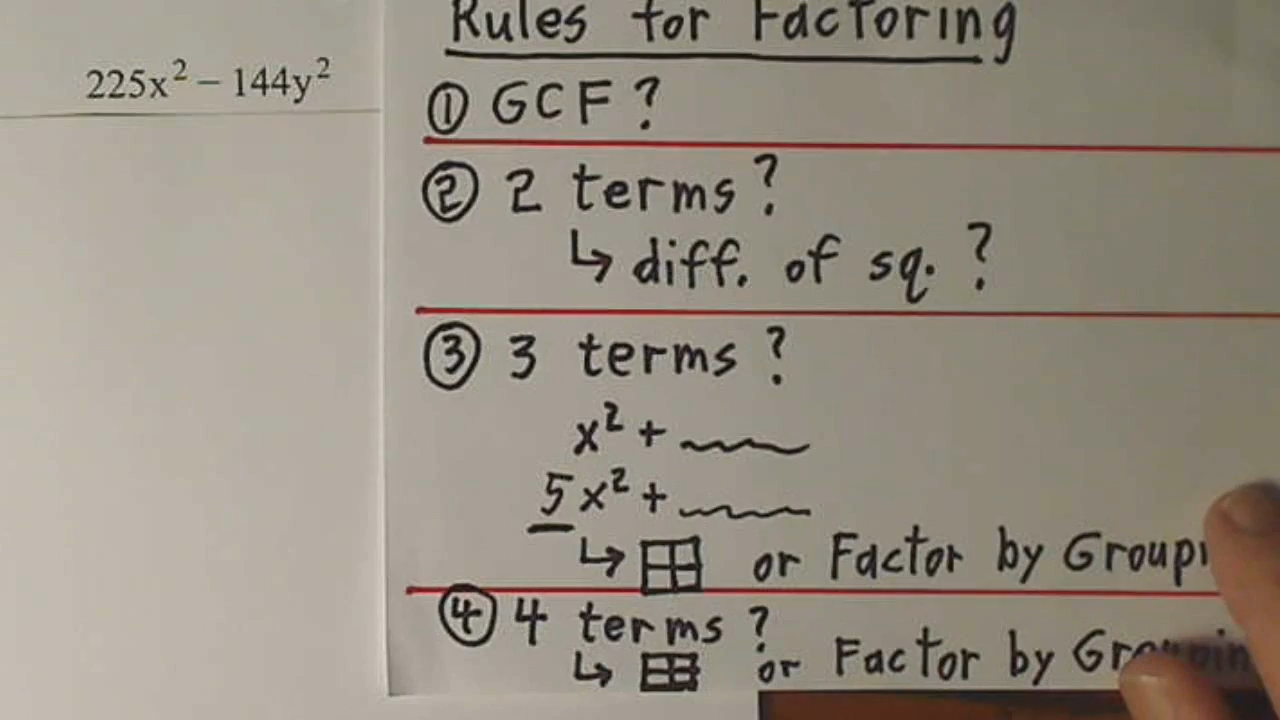 225x² – 144y²
Rules for Factoring
① GCF?
② 2 terms?
↳ diff. of sq.?
③ 3 terms?
x² +
5x² +
↳ or Factor by
④ 4 terms?
↳ or Factor by